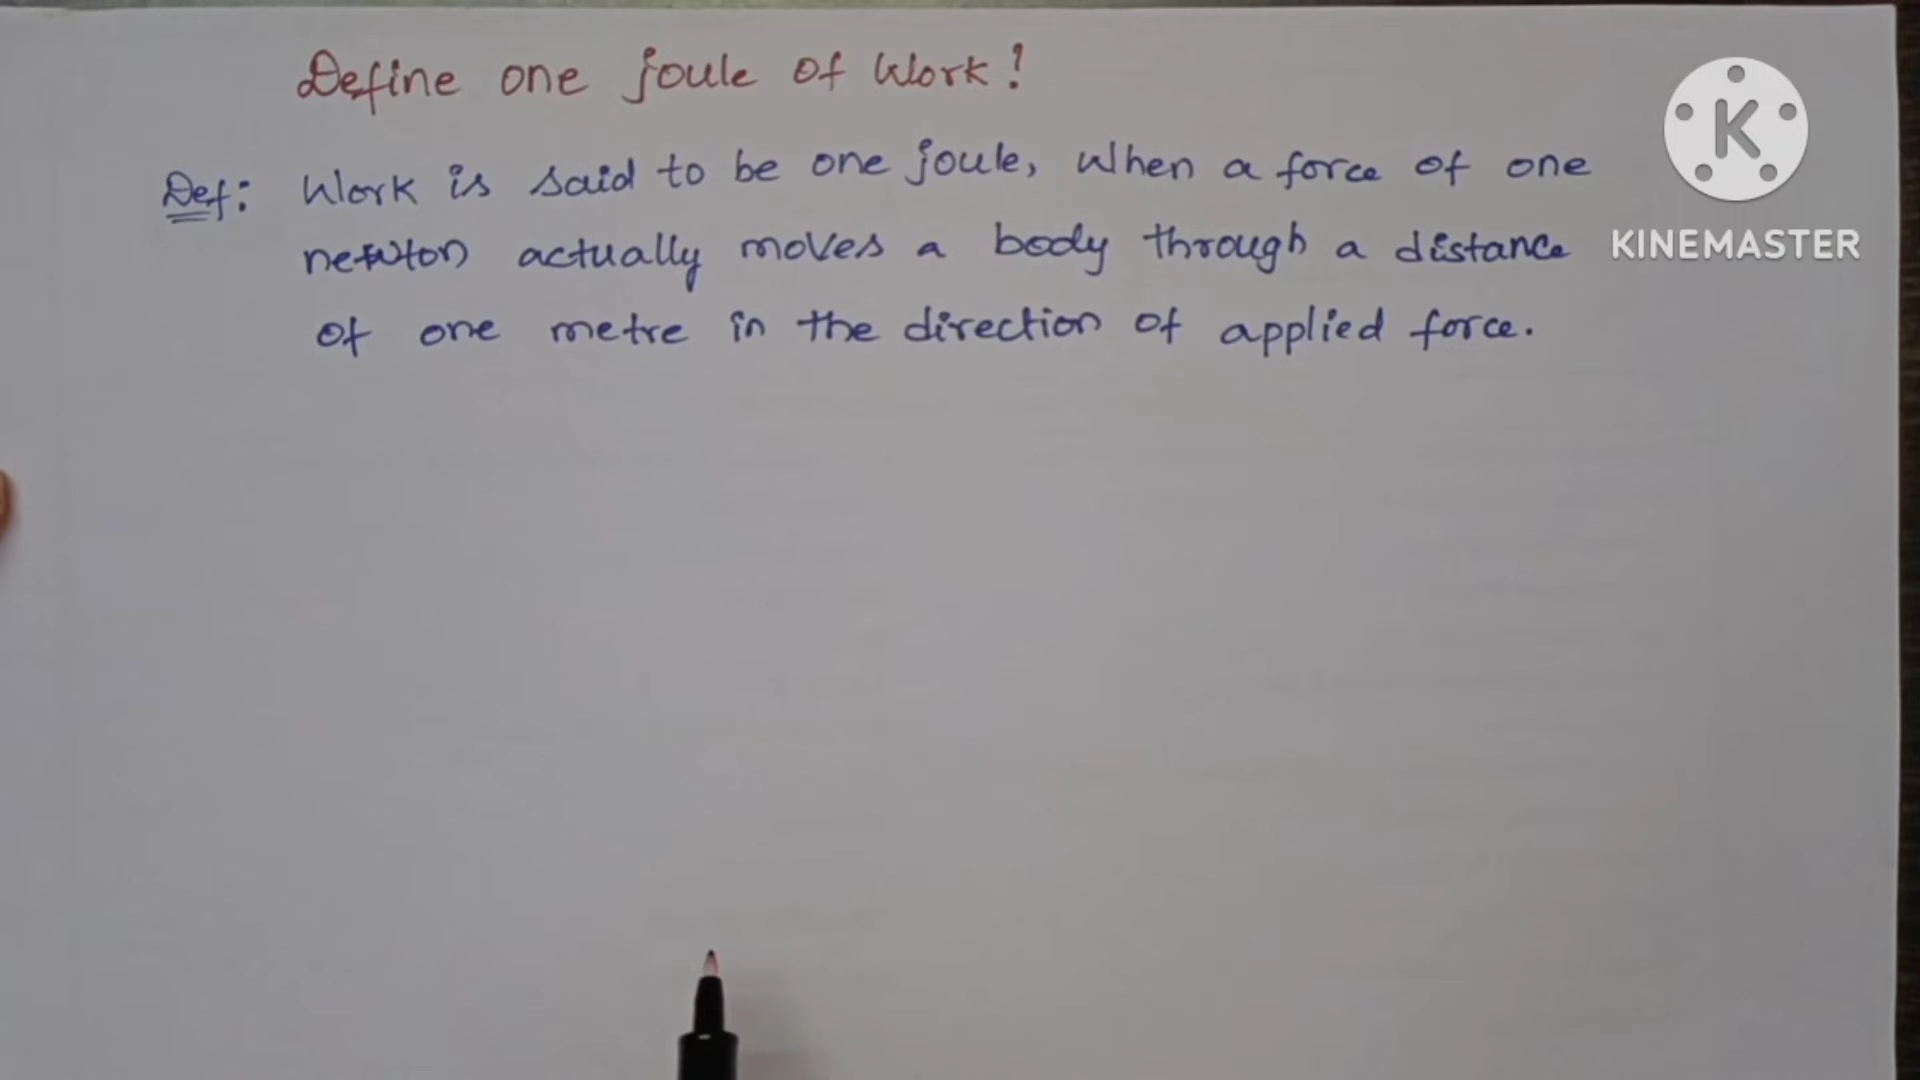 Define one joule of work?
Def: Work is said to be one joule, when a force of one
newton actually moves a body through a distance
of one metre in the direction of applied force.
K
KINEMASTER